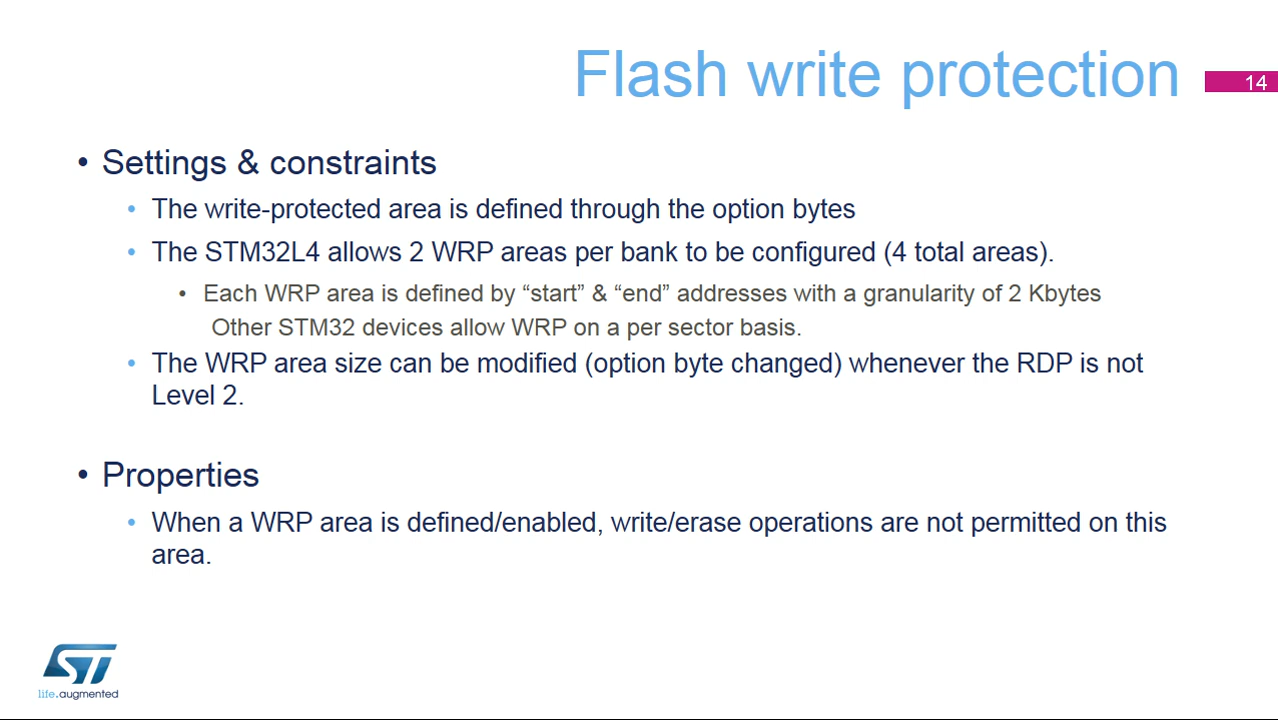 Flash write protection
14
• Settings & constraints
• The write-protected area is defined through the option bytes
• The STM32L4 allows 2 WRP areas per bank to be configured (4 total areas).
• Each WRP area is defined by “start” & “end” addresses with a granularity of 2 Kbytes
Other STM32 devices allow WRP on a per sector basis.
• The WRP area size can be modified (option byte changed) whenever the RDP is not
Level 2.
• Properties
• When a WRP area is defined/enabled, write/erase operations are not permitted on this
area.
ST
life.augmented